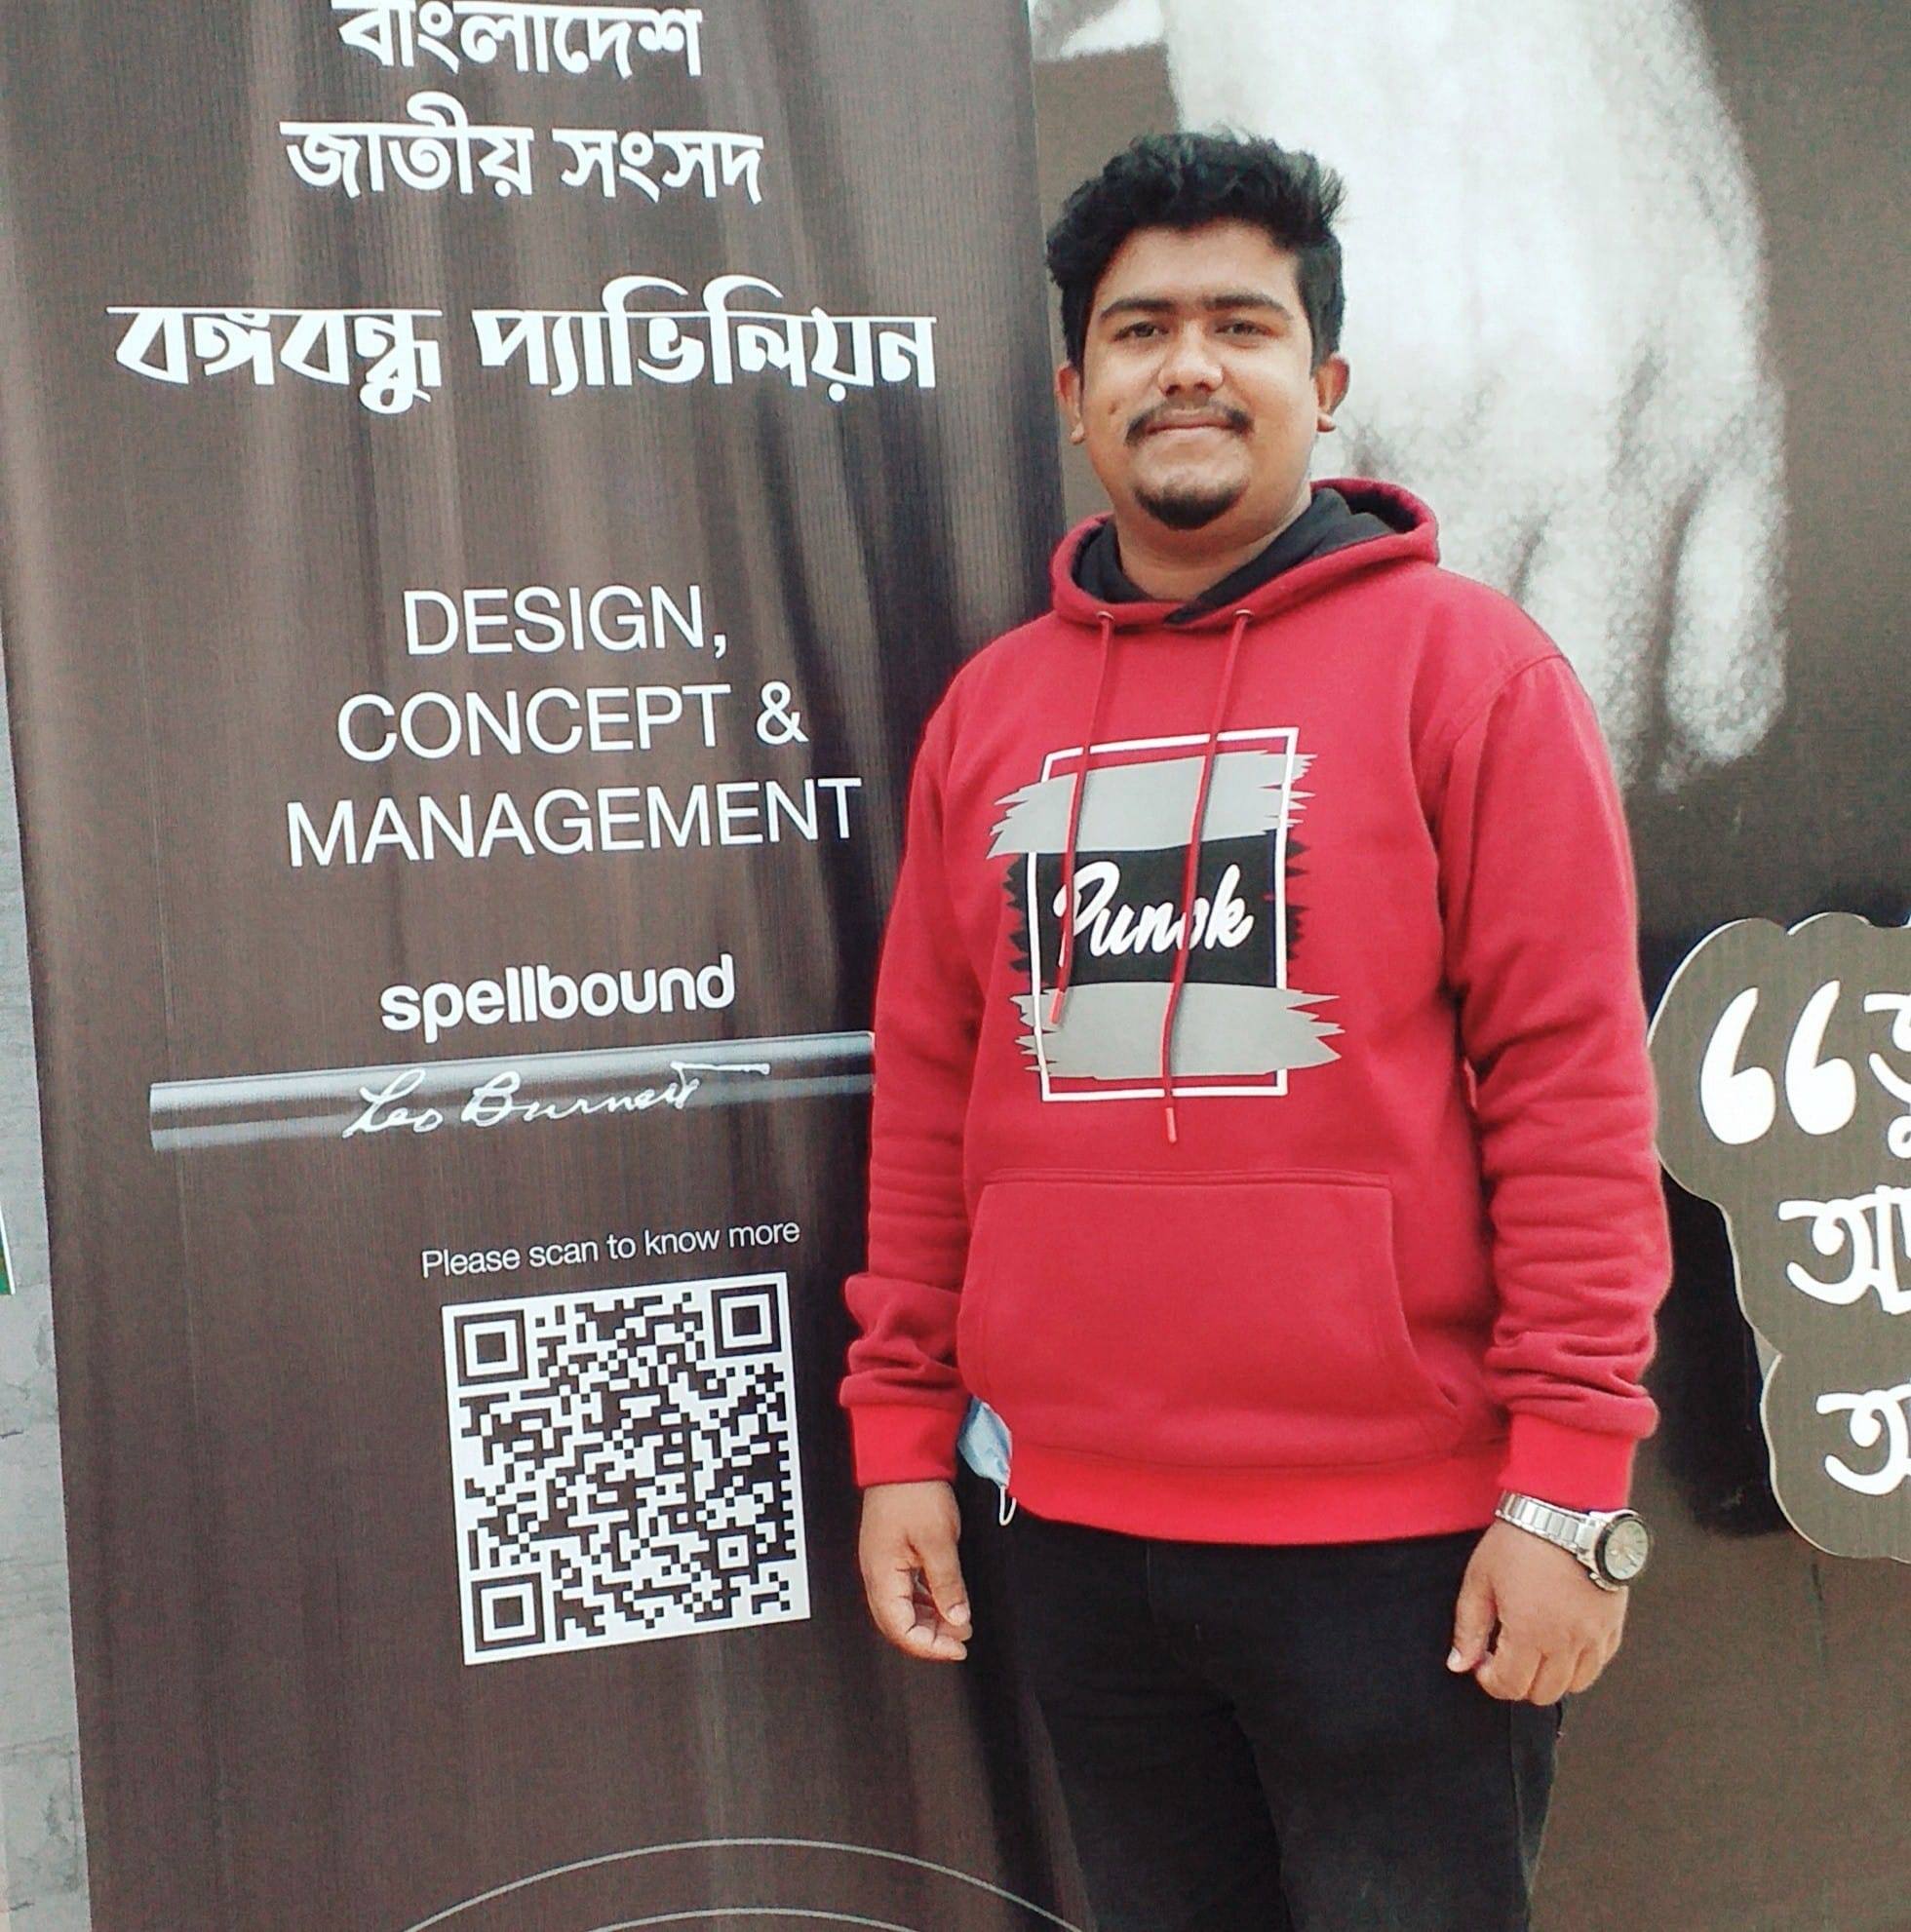 বাংলাদেশ
জাতীয় সংসদ
বঙ্গবন্ধু প্যাভিলিয়ন
DESIGN,
CONCEPT &
MANAGEMENT
spellbound
Leo Burnett
Please scan to know more
Punok
“